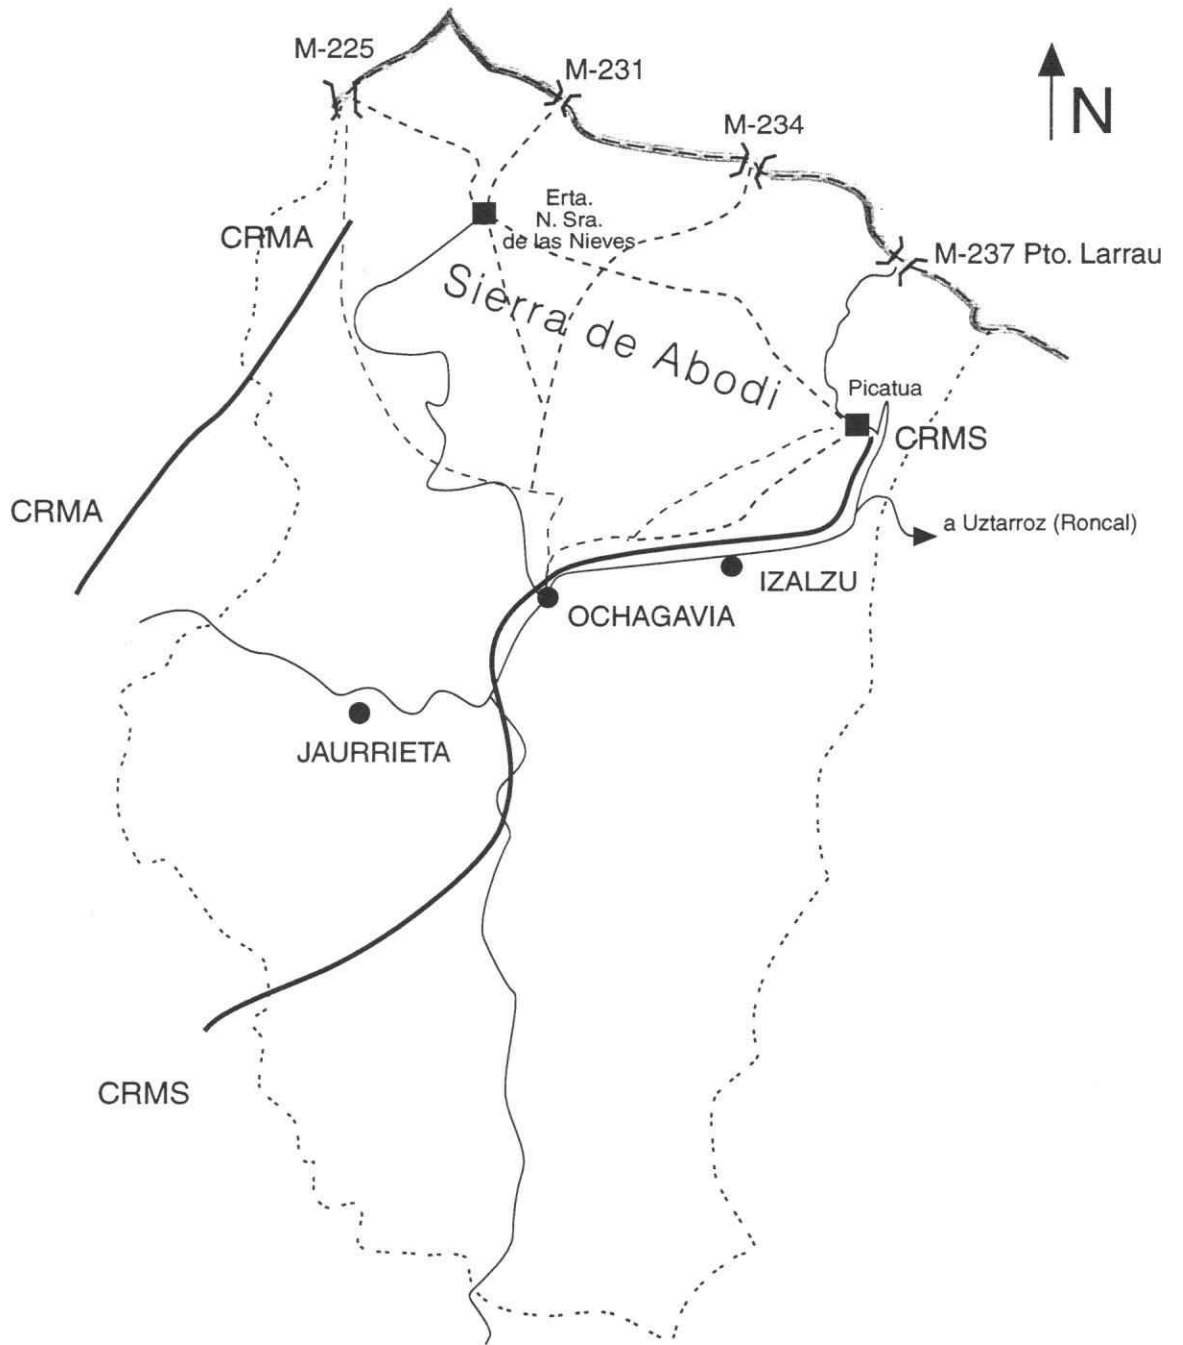 M-225
M-231
M-234
N
Erta.
N. Sra.
de las Nieves
CRMA
M-237 Pto. Larrau
Sierra de Abodi
Picatua
CRMS
CRMA
a Uztarroz (Roncal)
IZALZU
OCHAGAVIA
JAURRIETA
CRMS